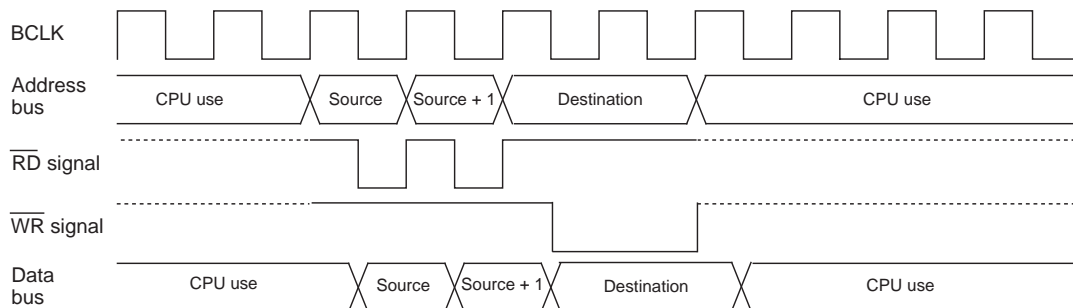 BCLK
Address
bus
CPU use
Source
Source + 1
Destination
CPU use
RD signal
WR signal
Data
bus
CPU use
Source
Source + 1
Destination
CPU use